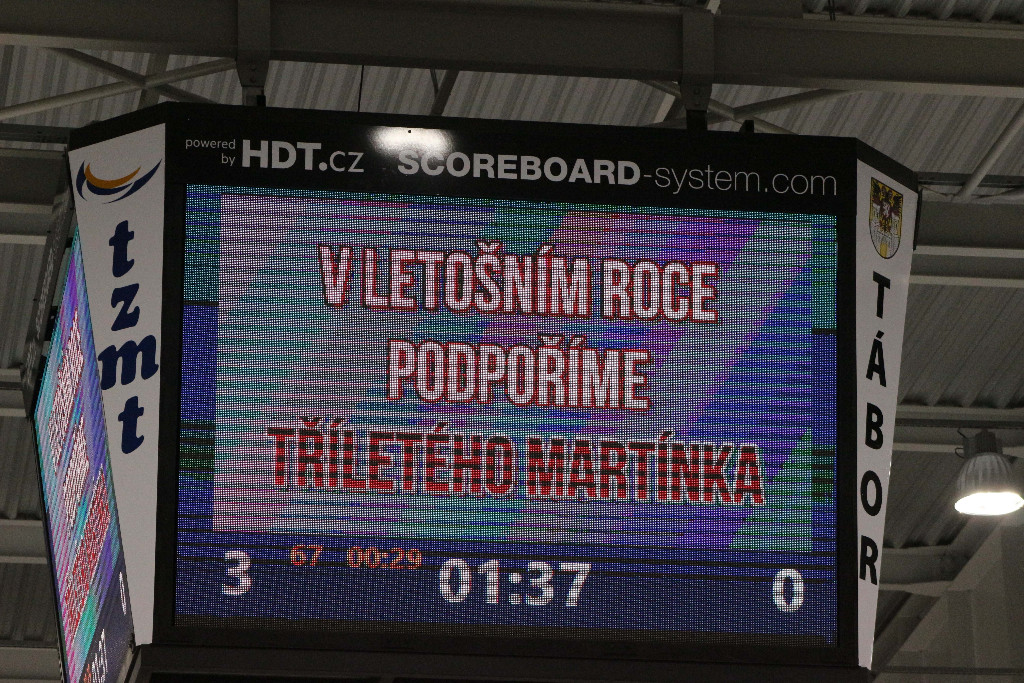 powered by HDT.cz SCOREBOARD-system.com
tzmt
V LETOŠNÍM ROCE
PODPOŘÍME
TŘÍLETÉHO MARTÍNKA
67 00:29
3 01:37 0
TÁBOR
0